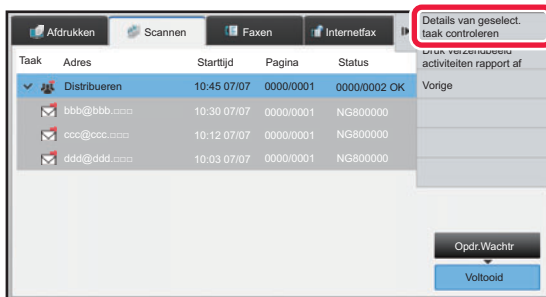 Afdrukken
Scannen
Faxen
Internetfax
Details van geselect.
taak controleren
Druk verzendbeeld
activiteiten rapport af
Vorige
Taak Adres Starttijd Pagina Status
Distribueren 10:45 07/07 0000/0001 0000/0002 OK
bbb@bbb.□□□ 10:30 07/07 0000/0001 NG800000
ccc@ccc.□□□ 10:12 07/07 0000/0001 NG800000
ddd@ddd.□□□ 10:03 07/07 0000/0001 NG800000
Opdr.Wachtr
Voltooid